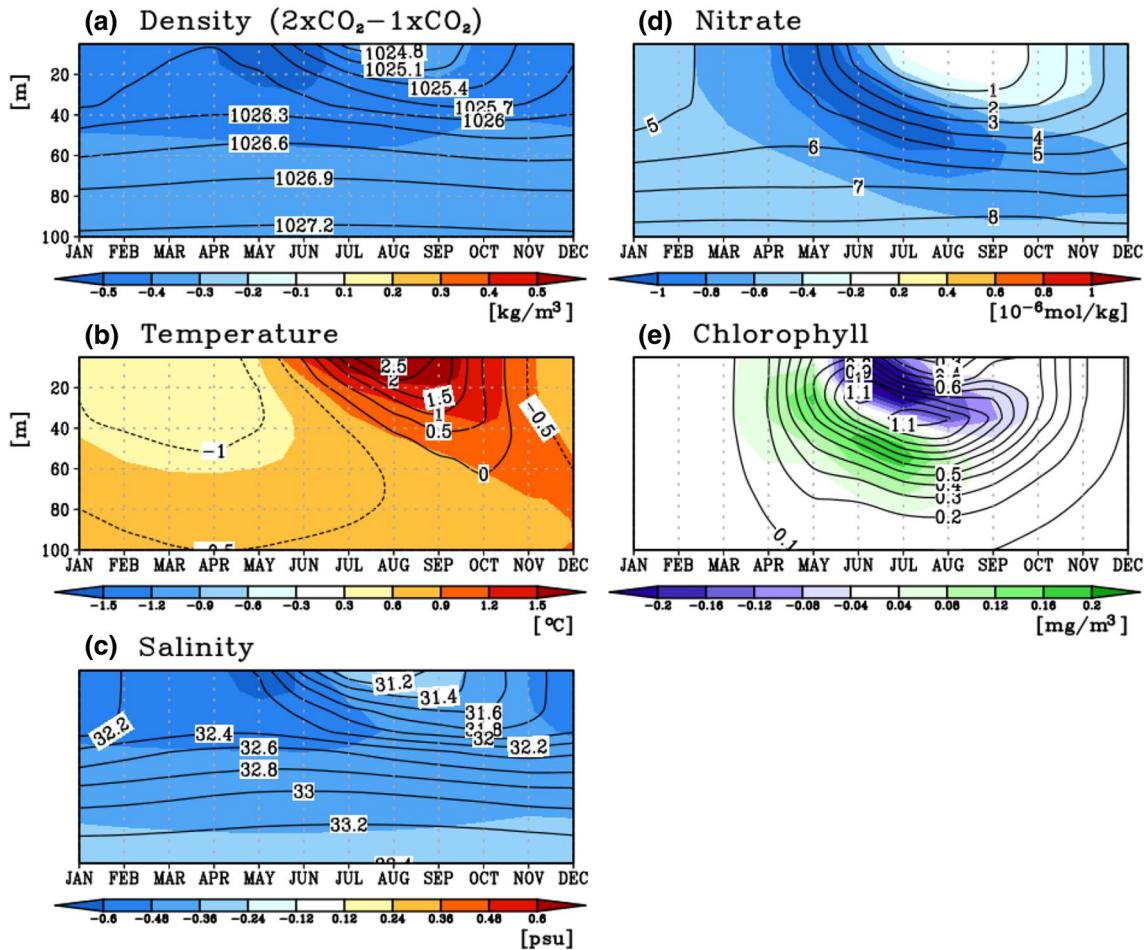 (a) Density (2xCO₂−1xCO₂)
[m]
20
40
60
80
100
1024.8
1025.1
1025.4
1025.7
1026
1026.3
1026.6
1026.9
1027.2
JAN FEB MAR APR MAY JUN JUL AUG SEP OCT NOV DEC
−0.5 −0.4 −0.3 −0.2 −0.1 0.1 0.2 0.3 0.4 0.5
[kg/m³]
(b) Temperature
[m]
20
40
60
80
100
2.5
2
1.5
1
0.5
0
−0.5
−1
JAN FEB MAR APR MAY JUN JUL AUG SEP OCT NOV DEC
−1.5 −1.2 −0.9 −0.6 −0.3 0.3 0.6 0.9 1.2 1.5
[°C]
(c) Salinity
31.2
31.4
31.6
31.8
32
32.2
32.2
32.4
32.6
32.8
33
33.2
JAN FEB MAR APR MAY JUN JUL AUG SEP OCT NOV DEC
−0.6 −0.48 −0.36 −0.24 −0.12 0.12 0.24 0.36 0.48 0.6
[psu]
(d) Nitrate
1
2
3
4
5
5
6
7
8
JAN FEB MAR APR MAY JUN JUL AUG SEP OCT NOV DEC
−1 −0.8 −0.6 −0.4 −0.2 0.2 0.4 0.6 0.8 1
[10⁻⁶mol/kg]
(e) Chlorophyll
0.9
1
1.1
0.4
0.6
1.1
0.5
0.4
0.3
0.2
0.1
JAN FEB MAR APR MAY JUN JUL AUG SEP OCT NOV DEC
−0.2 −0.16 −0.12 −0.08 −0.04 0.04 0.08 0.12 0.16 0.2
[mg/m³]